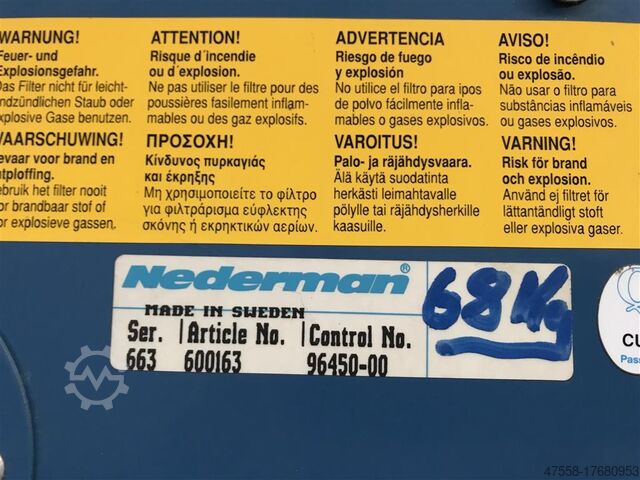 WARNUNG!
Feuer- und
Explosionsgefahr.
Das Filter nicht für leicht-
entzündlichen Staub oder
explosive Gase benutzen.
ATTENTION!
Risque d´incendie
ou d´explosion.
Ne pas utiliser le filtre pour des
poussières fasilement inflam-
mables ou des gaz explosifs.
ADVERTENCIA
Riesgo de fuego
y explosión
No utilice el filtro para tipos
de polvo fácilmente infla-
mables o gases explosivos.
AVISO!
Risco de incêndio
ou explosão.
Não usar o filtro para
substâncias inflamáveis
ou gases explosivos.
WAARSCHUWING!
Gevaar voor brand en
ontploffing.
Gebruik het filter nooit
voor brandbaar stof of
voor explosieve gassen.
ΠΡΟΣΟΧΗ!
Κίνδυνος πυρκαγιάς
και έκρηξης
Μη χρησιμοποιείτε το φίλτρο
για φιλτράρισμα εύφλεκτης
σκόνης ή εκρηκτικών αερίων.
VAROITUS!
Palo- ja räjähdysvaara.
Älä käytä suodatinta
herkästi leimahtavalle
pölylle tai räjähdysherkille
kaasuille.
VARNING!
Risk för brand
och explosion.
Använd ej filtret för
lättantändligt stoft
eller explosiva gaser.
Nederman®
MADE IN SWEDEN
Ser. Article No. Control No.
663 600163 96450-00
68Kg
CU
Pass
47558-17680953